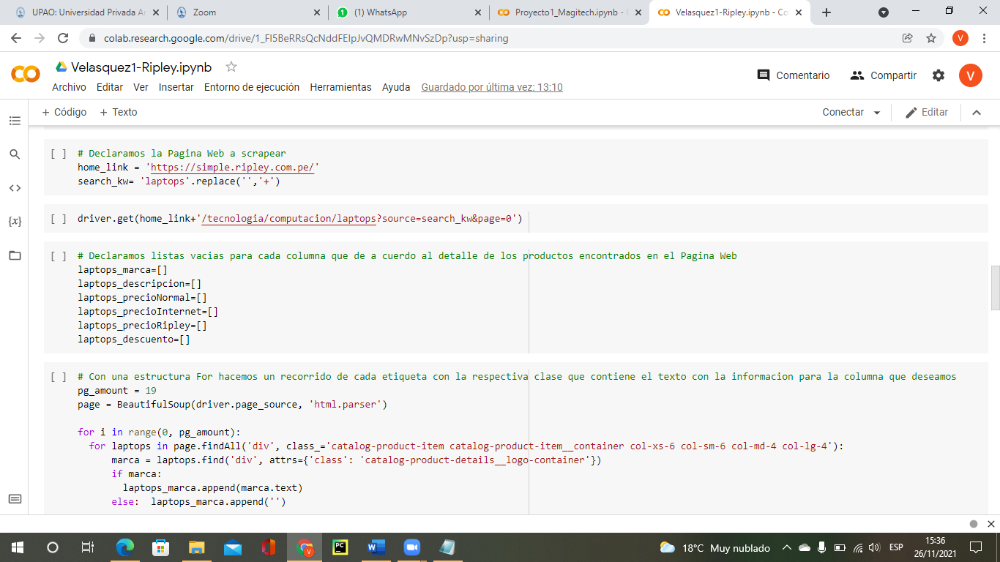 UPAO: Universidad Privada An
Zoom
1
(1) WhatsApp
Proyecto1_Magitech.ipynb - C
Velasquez1-Ripley.ipynb - Co
colab.research.google.com/drive/1_FI5BeRRsQcNddFEIpJvQMDRwMNvSzDp?usp=sharing
V
Velasquez1-Ripley.ipynb
Comentario
Compartir
V
Archivo Editar Ver Insertar Entorno de ejecución Herramientas Ayuda Guardado por última vez: 13:10
+ Código + Texto
Conectar
Editar
[ ] # Declaramos la Pagina Web a scrapear
home_link = 'https://simple.ripley.com.pe/'
search_kw= 'laptops'.replace('','+')
[ ] driver.get(home_link+'/tecnologia/computacion/laptops?source=search_kw&page=0')
[ ] # Declaramos listas vacias para cada columna que de a cuerdo al detalle de los productos encontrados en el Pagina Web
laptops_marca=[]
laptops_descripcion=[]
laptops_precioNormal=[]
laptops_precioInternet=[]
laptops_precioRipley=[]
laptops_descuento=[]
[ ] # Con una estructura For hacemos un recorrido de cada etiqueta con la respectiva clase que contiene el texto con la informacion para la columna que deseamos
pg_amount = 19
page = BeautifulSoup(driver.page_source, 'html.parser')
for i in range(0, pg_amount):
for laptops in page.findAll('div', class_='catalog-product-item catalog-product-item__container col-xs-6 col-sm-6 col-md-4 col-lg-4'):
marca = laptops.find('div', attrs={'class': 'catalog-product-details__logo-container'})
if marca:
laptops_marca.append(marca.text)
else: laptops_marca.append('')
{x}
18°C Muy nublado
ESP
15:36
26/11/2021